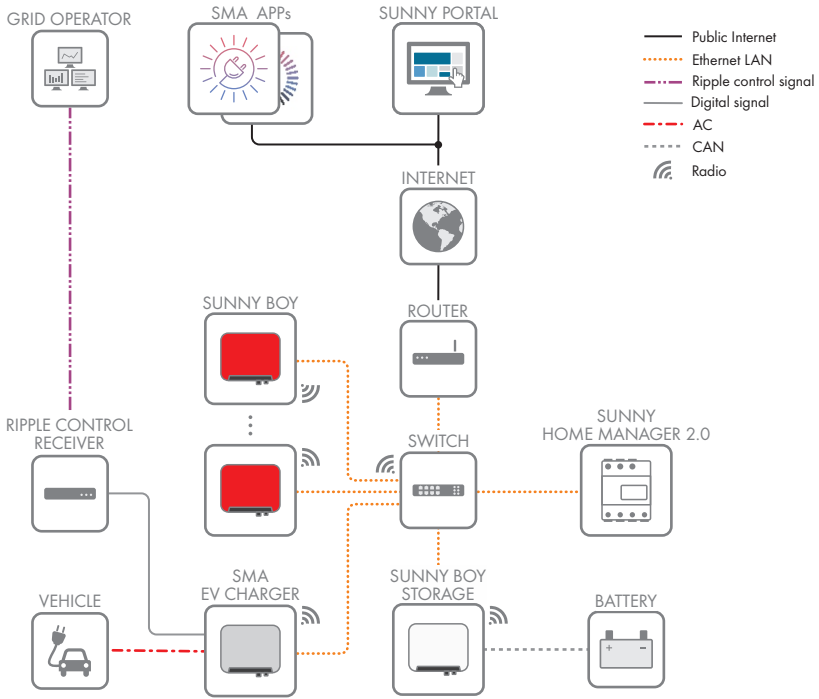 GRID OPERATOR
SMA APPs
SUNNY PORTAL
Public Internet
Ethernet LAN
Ripple control signal
Digital signal
AC
CAN
Radio
INTERNET
SUNNY BOY
ROUTER
RIPPLE CONTROL
RECEIVER
SWITCH
SUNNY
HOME MANAGER 2.0
VEHICLE
SMA
EV CHARGER
SUNNY BOY
STORAGE
BATTERY
+ −